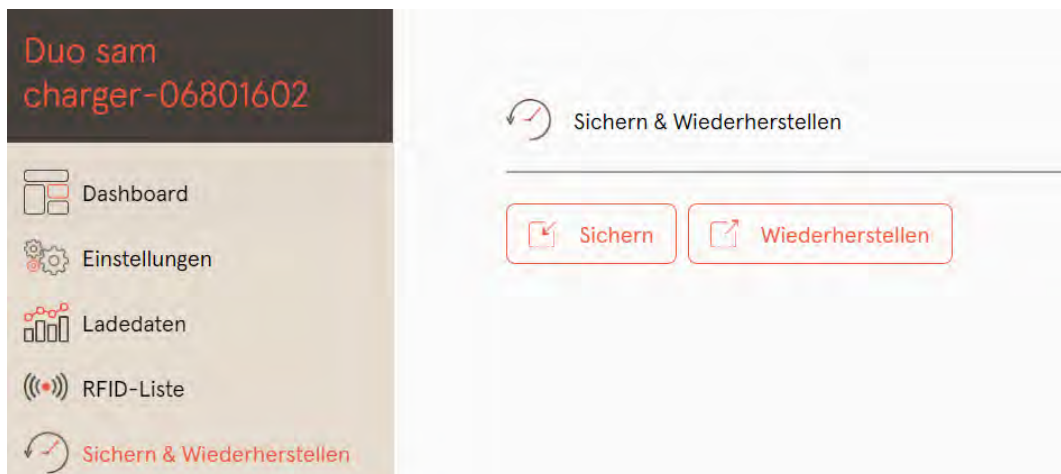 Duo sam
charger-06801602
Dashboard
Einstellungen
Ladedaten
RFID-Liste
Sichern & Wiederherstellen
Sichern & Wiederherstellen
Sichern
Wiederherstellen